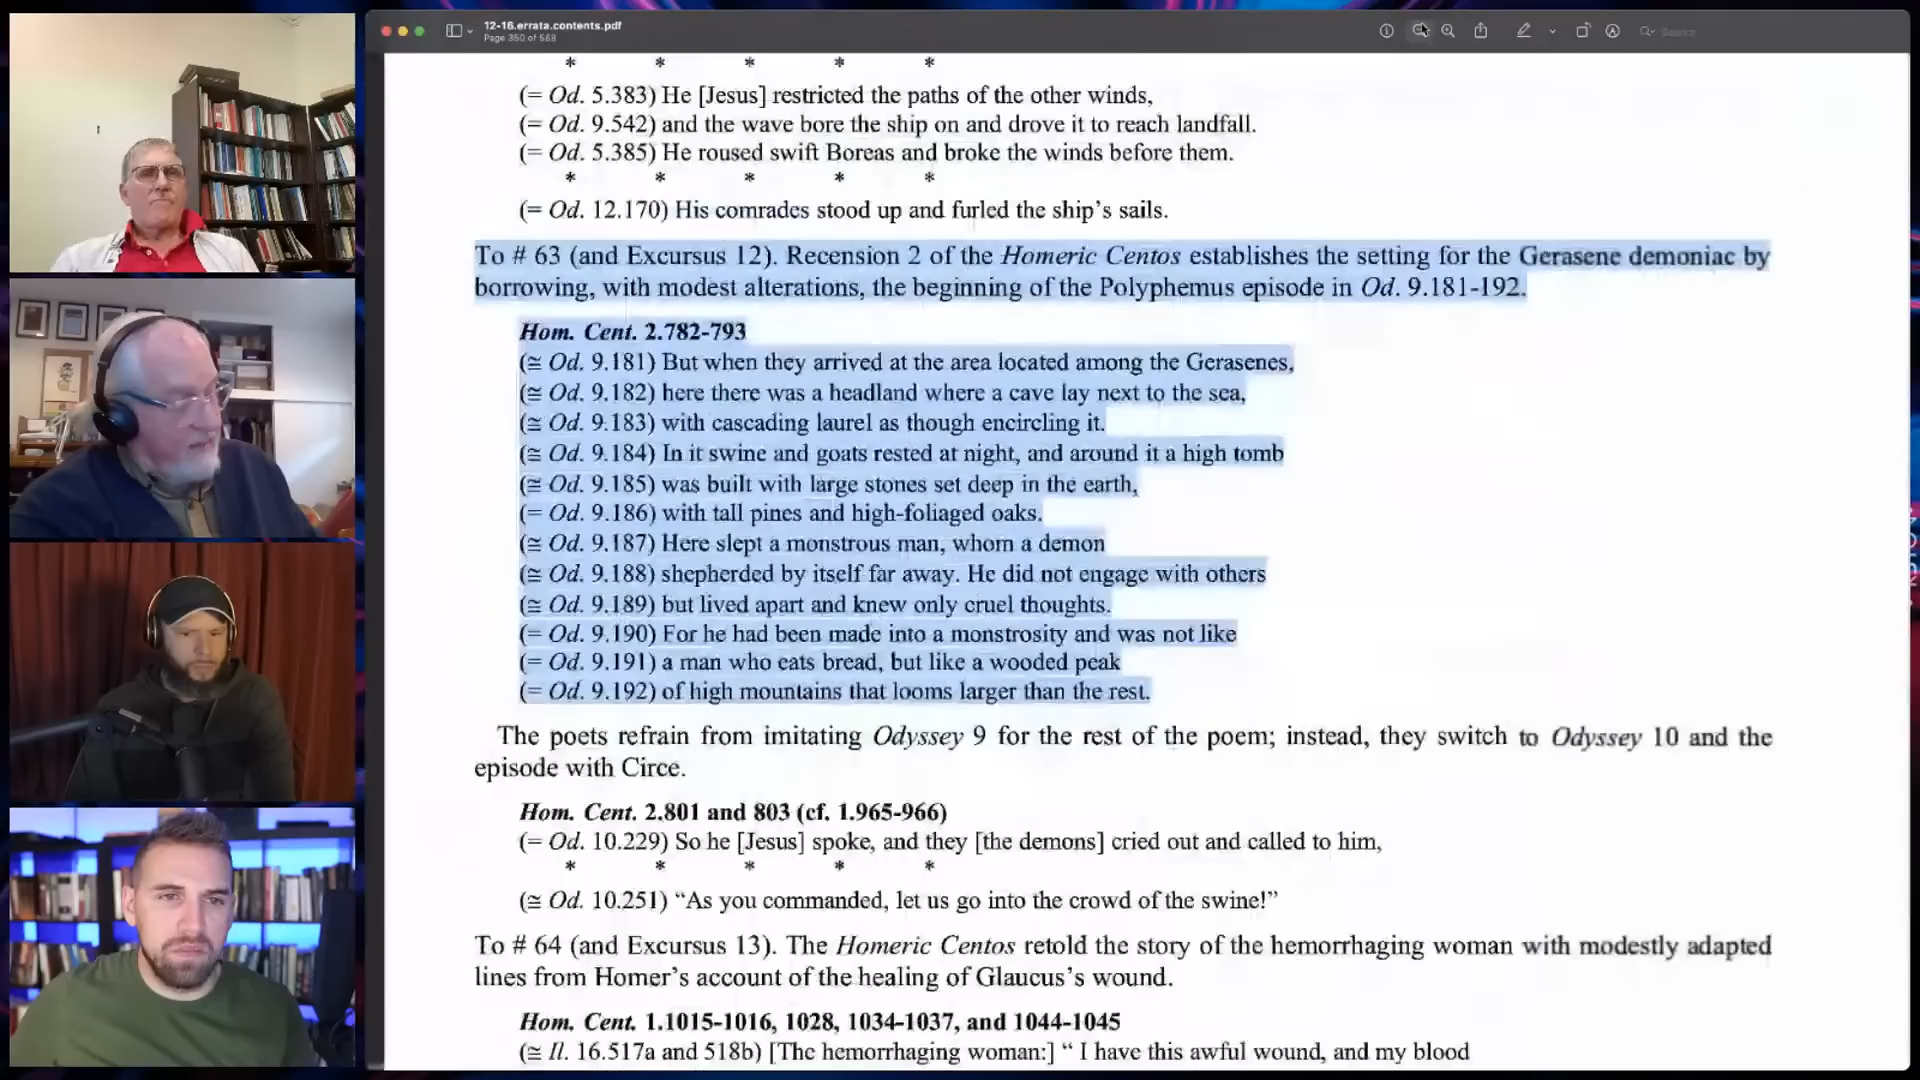 12-16.errata.contents.pdf
Page 350 of 568
Search
* * * * *
(= Od. 5.383) He [Jesus] restricted the paths of the other winds,
(= Od. 9.542) and the wave bore the ship on and drove it to reach landfall.
(= Od. 5.385) He roused swift Boreas and broke the winds before them.
* * * * *
(= Od. 12.170) His comrades stood up and furled the ship's sails.
To # 63 (and Excursus 12). Recension 2 of the Homeric Centos establishes the setting for the Gerasene demoniac by
borrowing, with modest alterations, the beginning of the Polyphemus episode in Od. 9.181-192.
Hom. Cent. 2.782-793
(≅ Od. 9.181) But when they arrived at the area located among the Gerasenes,
(≅ Od. 9.182) here there was a headland where a cave lay next to the sea,
(≅ Od. 9.183) with cascading laurel as though encircling it.
(≅ Od. 9.184) In it swine and goats rested at night, and around it a high tomb
(≅ Od. 9.185) was built with large stones set deep in the earth,
(= Od. 9.186) with tall pines and high-foliaged oaks.
(≅ Od. 9.187) Here slept a monstrous man, whom a demon
(≅ Od. 9.188) shepherded by itself far away. He did not engage with others
(≅ Od. 9.189) but lived apart and knew only cruel thoughts.
(= Od. 9.190) For he had been made into a monstrosity and was not like
(= Od. 9.191) a man who eats bread, but like a wooded peak
(= Od. 9.192) of high mountains that looms larger than the rest.
The poets refrain from imitating Odyssey 9 for the rest of the poem; instead, they switch to Odyssey 10 and the
episode with Circe.
Hom. Cent. 2.801 and 803 (cf. 1.965-966)
(= Od. 10.229) So he [Jesus] spoke, and they [the demons] cried out and called to him,
* * * * *
(≅ Od. 10.251) “As you commanded, let us go into the crowd of the swine!”
To # 64 (and Excursus 13). The Homeric Centos retold the story of the hemorrhaging woman with modestly adapted
lines from Homer's account of the healing of Glaucus's wound.
Hom. Cent. 1.1015-1016, 1028, 1034-1037, and 1044-1045
(≅ Il. 16.517a and 518b) [The hemorrhaging woman:] “ I have this awful wound, and my blood